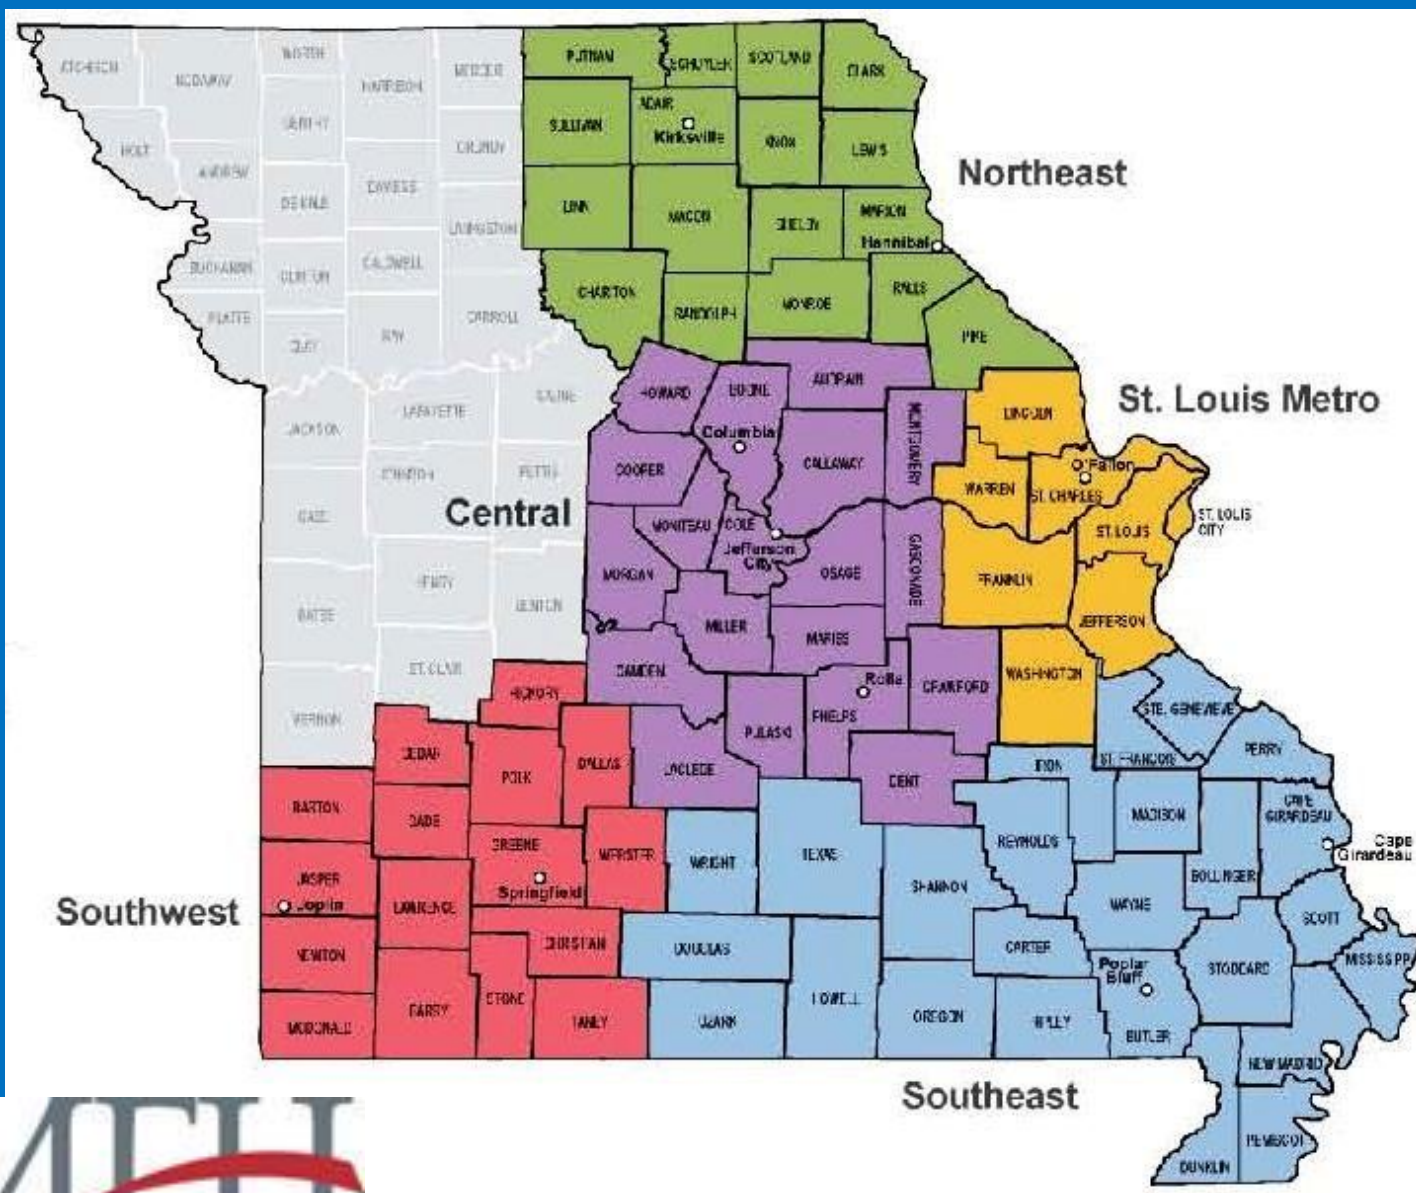 ATCHISON
NODAWAY
WORTH
HARRISON
MERCER
PUTNAM
SCHUYLER
SCOTLAND
CLARK
HOLT
ANDREW
GENTRY
GRUNDY
SULLIVAN
ADAIR
Kirksville
KNOX
LEWIS
DE KALB
DAVIESS
LIVINGSTON
LINN
MACON
SHELBY
MARION
Hannibal
Northeast
BUCHANAN
CLINTON
CALDWELL
CARROLL
CHARITON
RANDOLPH
MONROE
RALLS
PIKE
PLATTE
CLAY
RAY
JACKSON
LAFAYETTE
SALINE
HOWARD
BOONE
Columbia
AUDRAIN
MONTGOMERY
LINCOLN
St. Louis Metro
CASS
JOHNSON
PETTIS
COOPER
CALLAWAY
WARREN
O'Fallon
ST. CHARLES
ST. LOUIS
ST. LOUIS
CITY
Central
MONITEAU
COLE
Jefferson
City
OSAGE
GASCONADE
FRANKLIN
JEFFERSON
BATES
HENRY
BENTON
MORGAN
MILLER
MARIES
VERNON
ST. CLAIR
HICKORY
CAMDEN
PULASKI
PHELPS
Rolla
CRAWFORD
WASHINGTON
STE. GENEVIEVE
PERRY
CEDAR
POLK
DALLAS
LACLEDE
DENT
IRON
ST. FRANCOIS
MADISON
CAPE
GIRARDEAU
Cape
Girardeau
BARTON
DADE
GREENE
Springfield
WEBSTER
WRIGHT
TEXAS
SHANNON
REYNOLDS
WAYNE
BOLLINGER
SCOTT
MISSISSIPPI
JASPER
Joplin
LAWRENCE
Southwest
NEWTON
CHRISTIAN
DOUGLAS
CARTER
Poplar
Bluff
STODDARD
MCDONALD
BARRY
STONE
TANEY
OZARK
HOWELL
OREGON
RIPLEY
BUTLER
NEW MADRID
Southeast
DUNKLIN
PEMISCOT
MFH